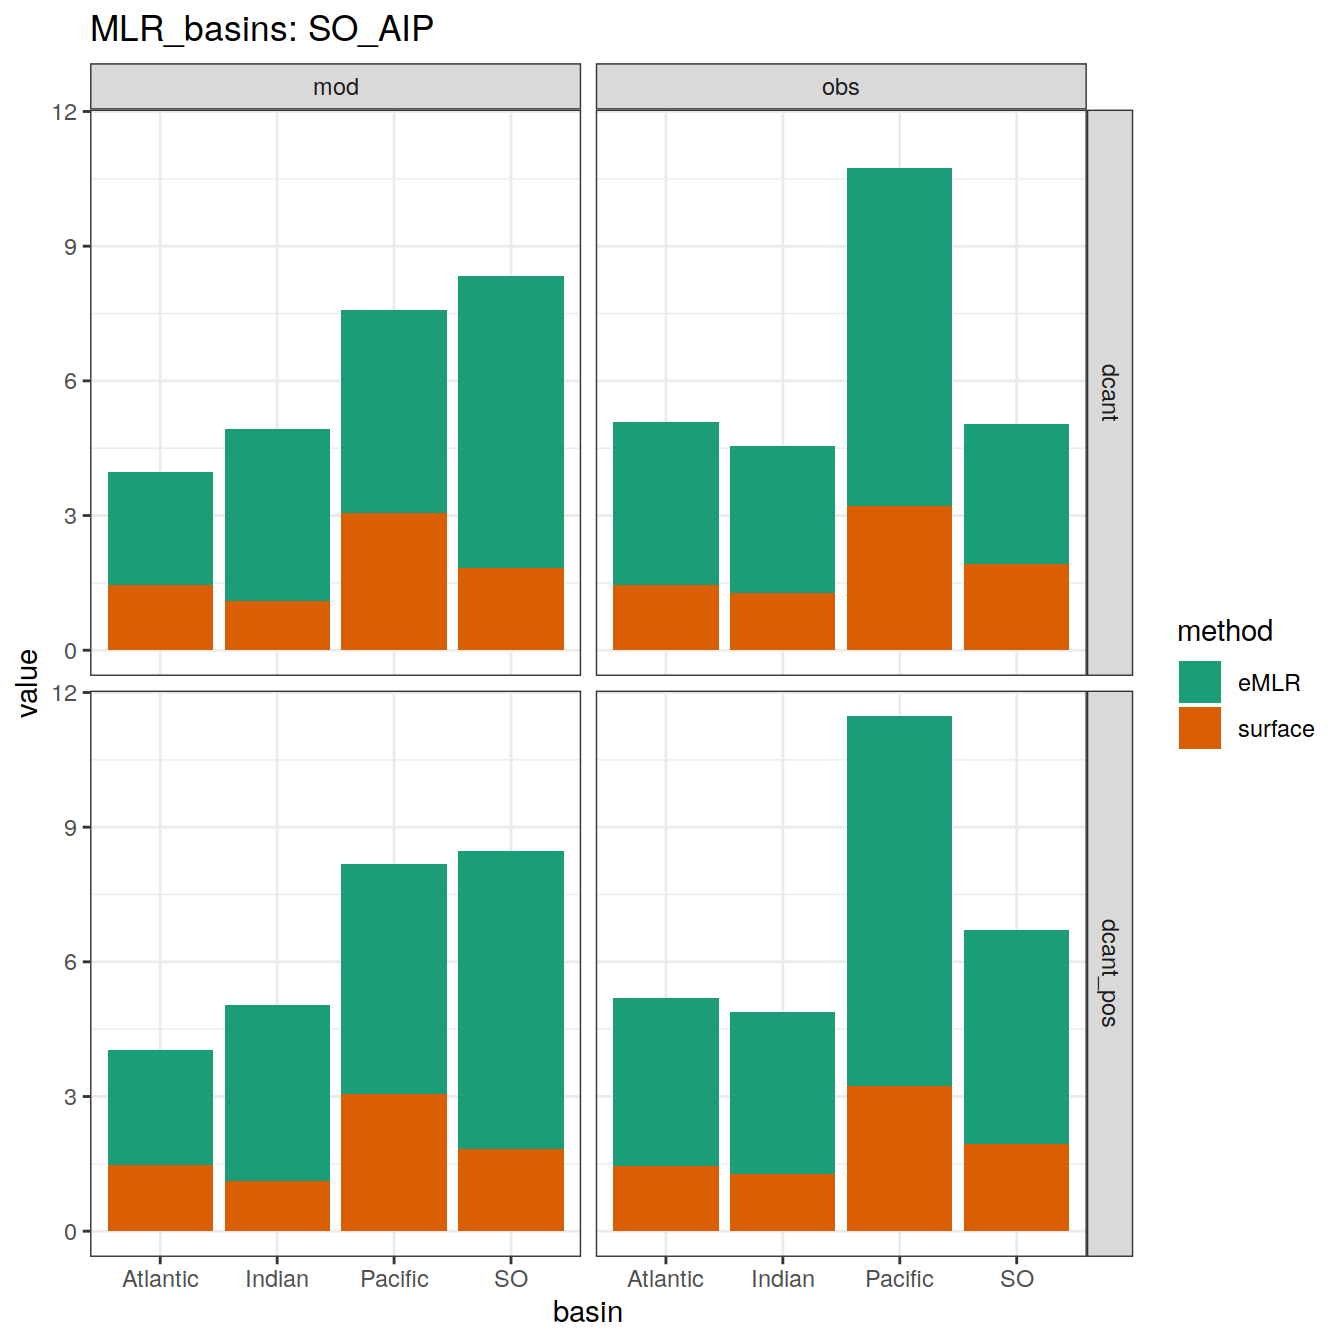 MLR_basins: SO_AIP
mod
obs
12
9
6
3
0
dcant
12
9
6
3
0
dcant_pos
value
Atlantic Indian Pacific SO
Atlantic Indian Pacific SO
basin
method
eMLR
surface